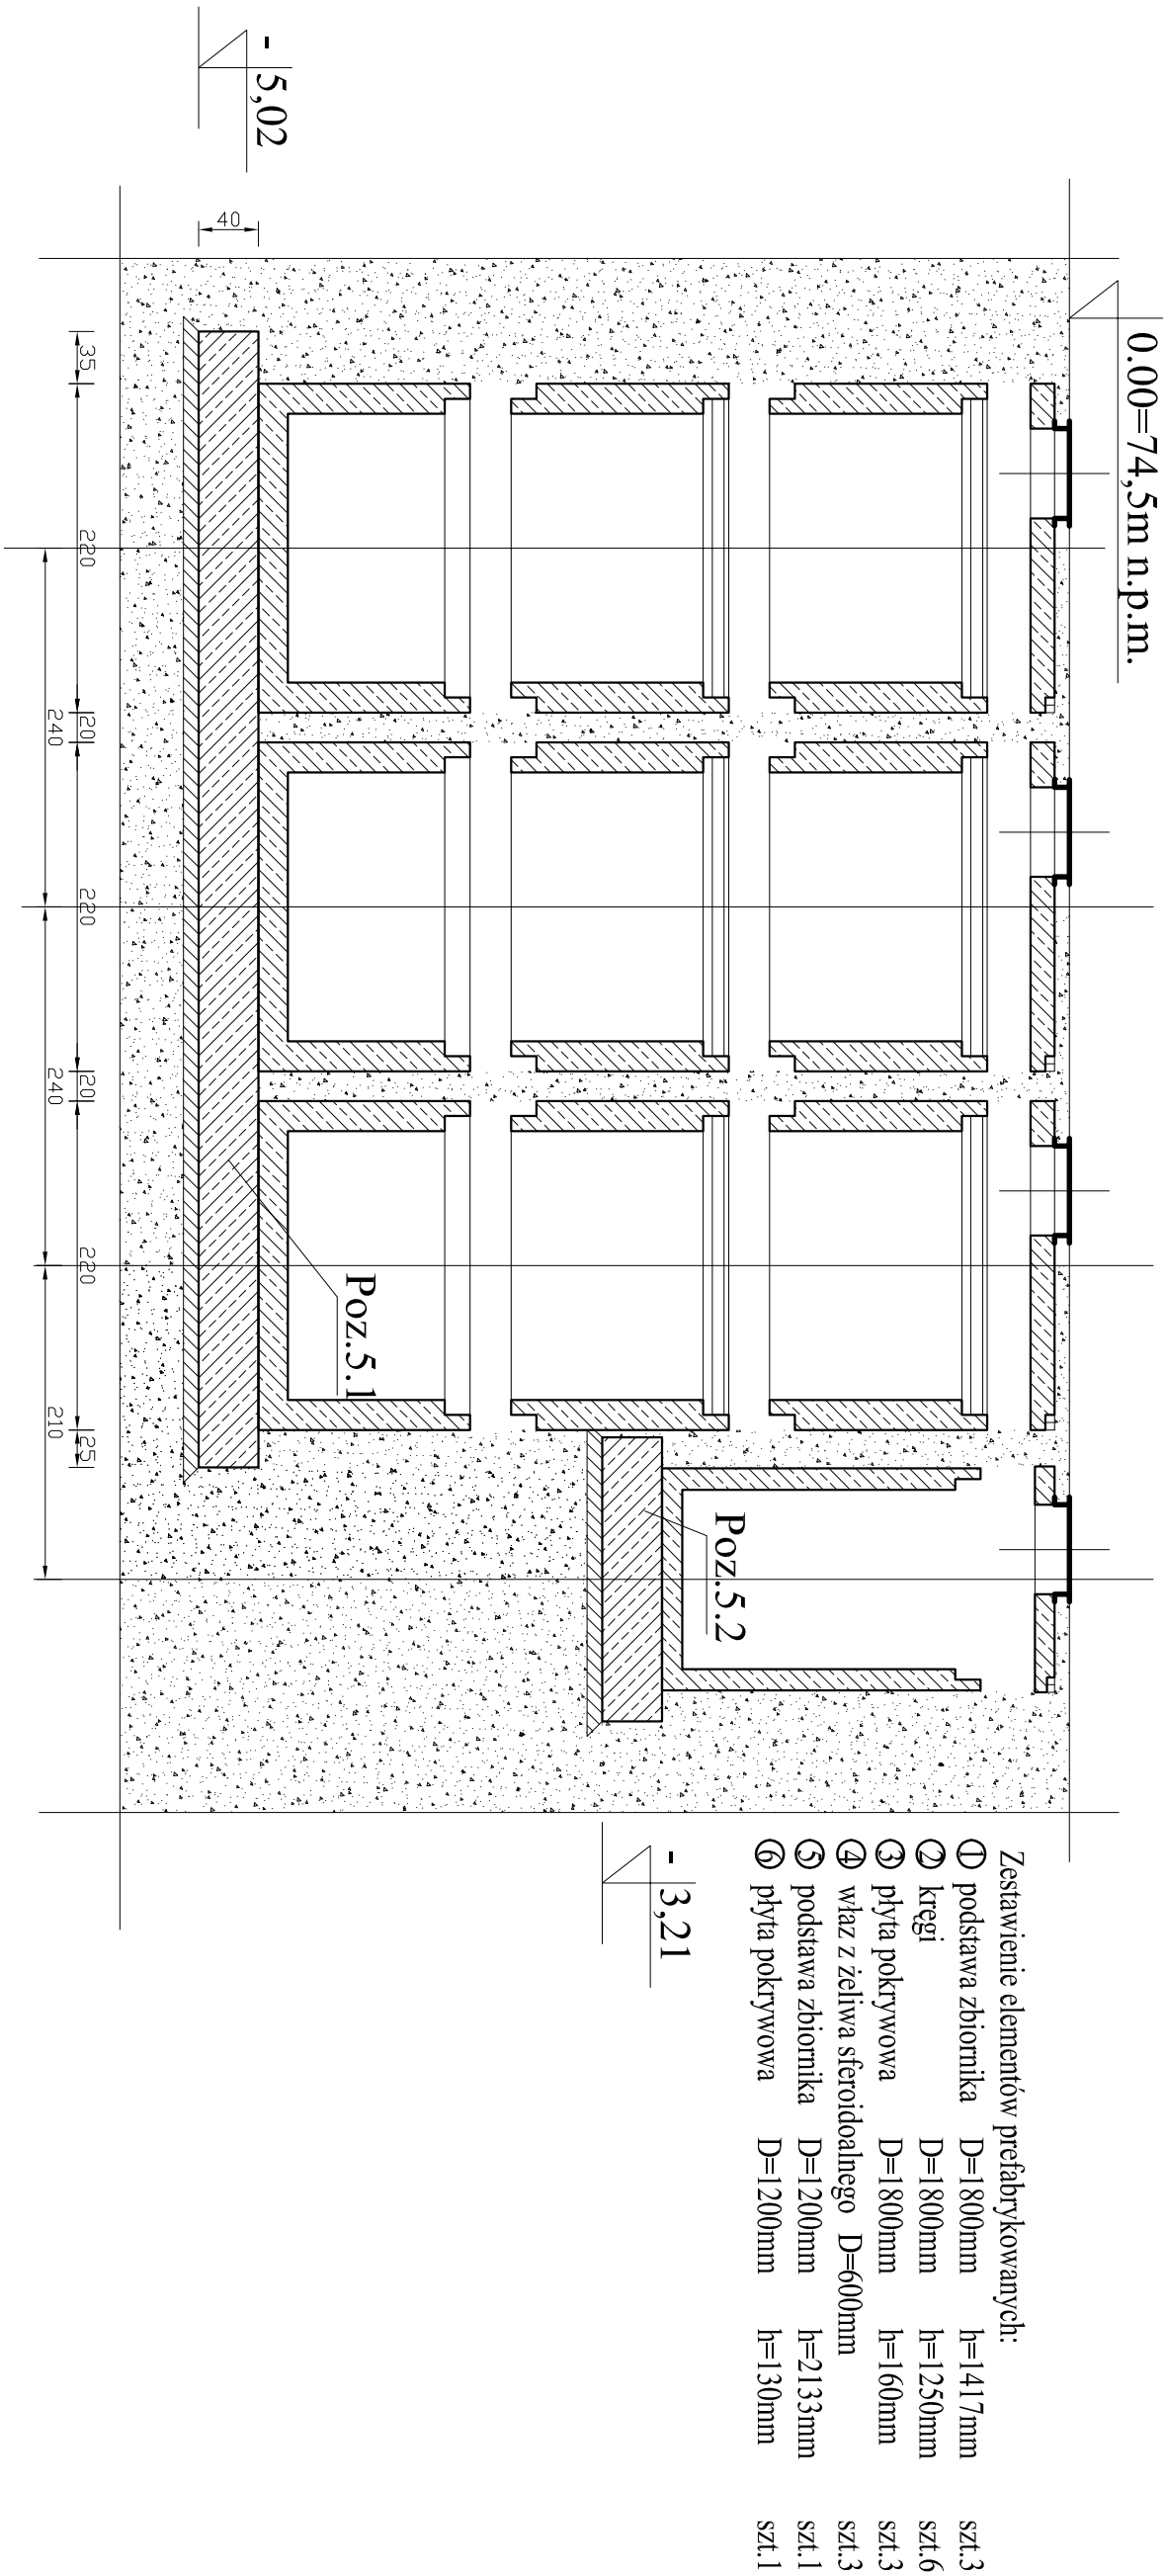 0.00=74,5m n.p.m.
- 5,02
40
Poz.5.1
Poz.5.2
35
220
20
220
20
220
25
240
240
210
- 3,21
Zestawienie elementów prefabrykowanych:
① podstawa zbiornika D=1800mm h=1417mm szt.3
② kręgi D=1800mm h=1250mm szt.6
③ płyta pokrywowa D=1800mm h=160mm szt.3
④ właz z żeliwa sferoidoalnego D=600mm szt.3
⑤ podstawa zbiornika D=1200mm h=2133mm szt.1
⑥ płyta pokrywowa D=1200mm h=130mm szt.1